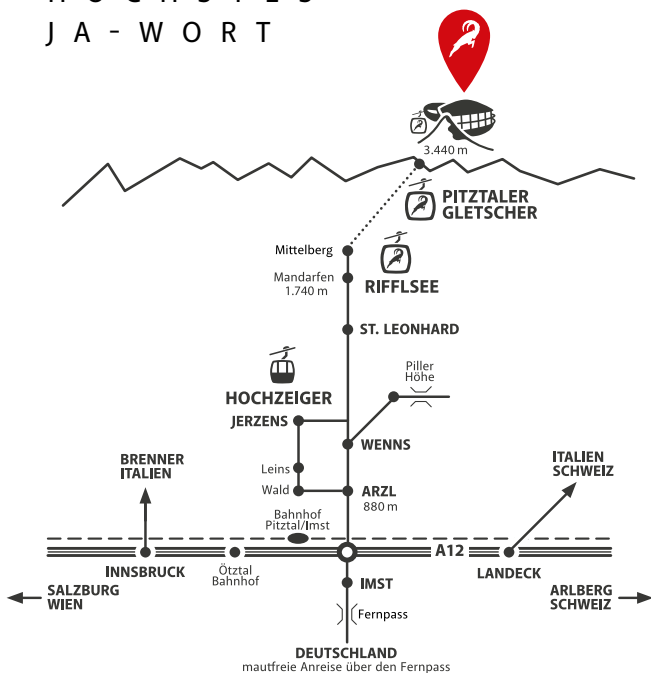 JA-WORT
3.440 m
PITZTALER
GLETSCHER
Mittelberg
Mandarfen
1.740 m
RIFFLSEE
ST. LEONHARD
Piller
Höhe
HOCHZEIGER
JERZENS
WENNS
BRENNER
ITALIEN
ITALIEN
SCHWEIZ
Leins
Wald
ARZL
880 m
Bahnhof
Pitztal/Imst
A12
INNSBRUCK
Ötztal
Bahnhof
LANDECK
IMST
SALZBURG
WIEN
ARLBERG
SCHWEIZ
Fernpass
DEUTSCHLAND
mautfreie Anreise über den Fernpass